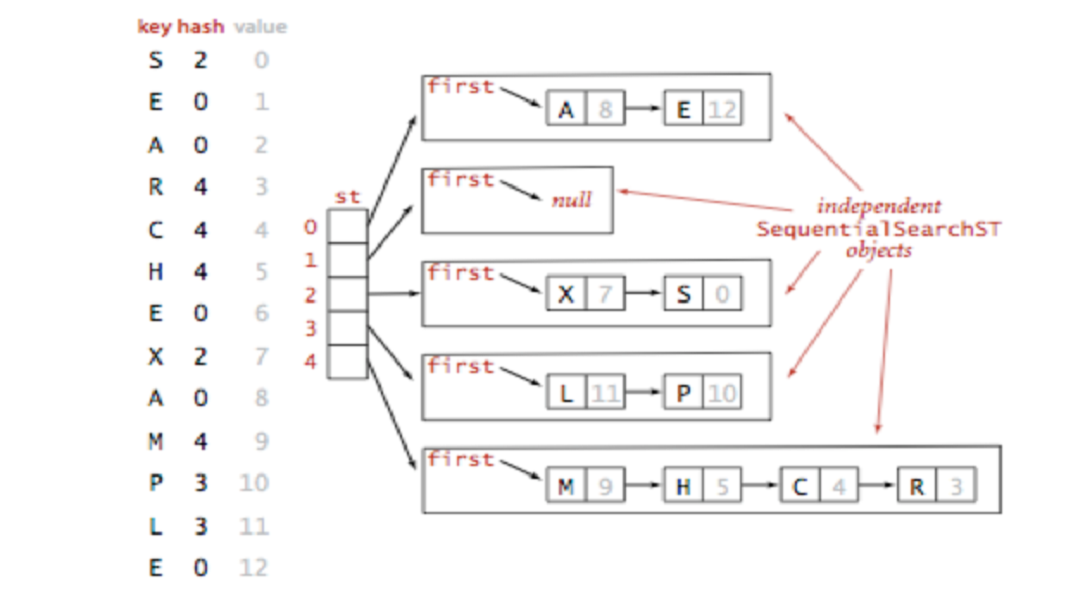 key hash value
S 2 0
E 0 1
A 0 2
R 4 3
C 4 4
H 4 5
E 0 6
X 2 7
A 0 8
M 4 9
P 3 10
L 3 11
E 0 12
st
0
1
2
3
4
first
A 8 E 12
first
null
first
X 7 S 0
first
L 11 P 10
first
M 9 H 5 C 4 R 3
independent
SequentialSearchST
objects